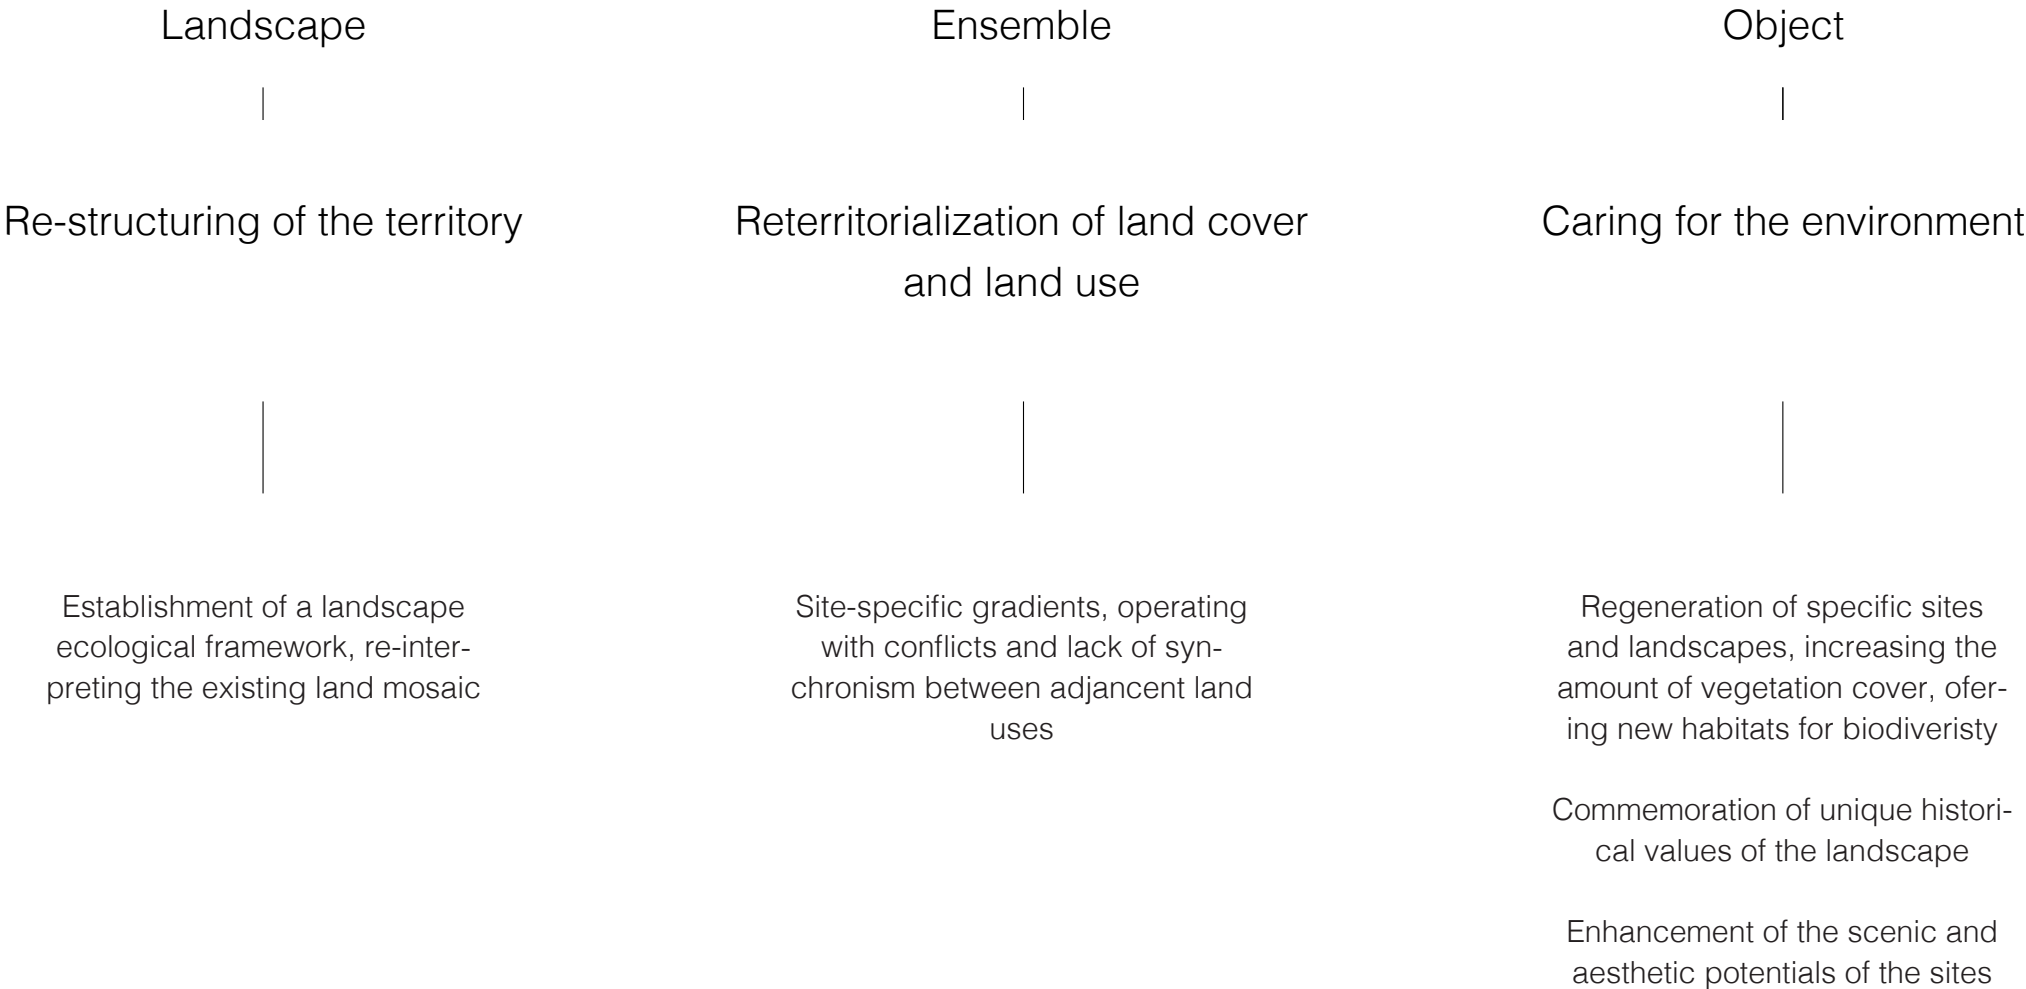 Landscape
Re-structuring of the territory
Establishment of a landscape
ecological framework, re-inter-
preting the existing land mosaic
Ensemble
Reterritorialization of land cover
and land use
Site-specific gradients, operating
with conflicts and lack of syn-
chronism between adjancent land
uses
Object
Caring for the environment
Regeneration of specific sites
and landscapes, increasing the
amount of vegetation cover, ofer-
ing new habitats for biodiveristy
Commemoration of unique histori-
cal values of the landscape
Enhancement of the scenic and
aesthetic potentials of the sites